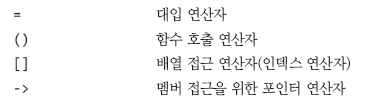 = 대입 연산자
() 함수 호출 연산자
[] 배열 접근 연산자(인덱스 연산자)
-> 멤버 접근을 위한 포인터 연산자